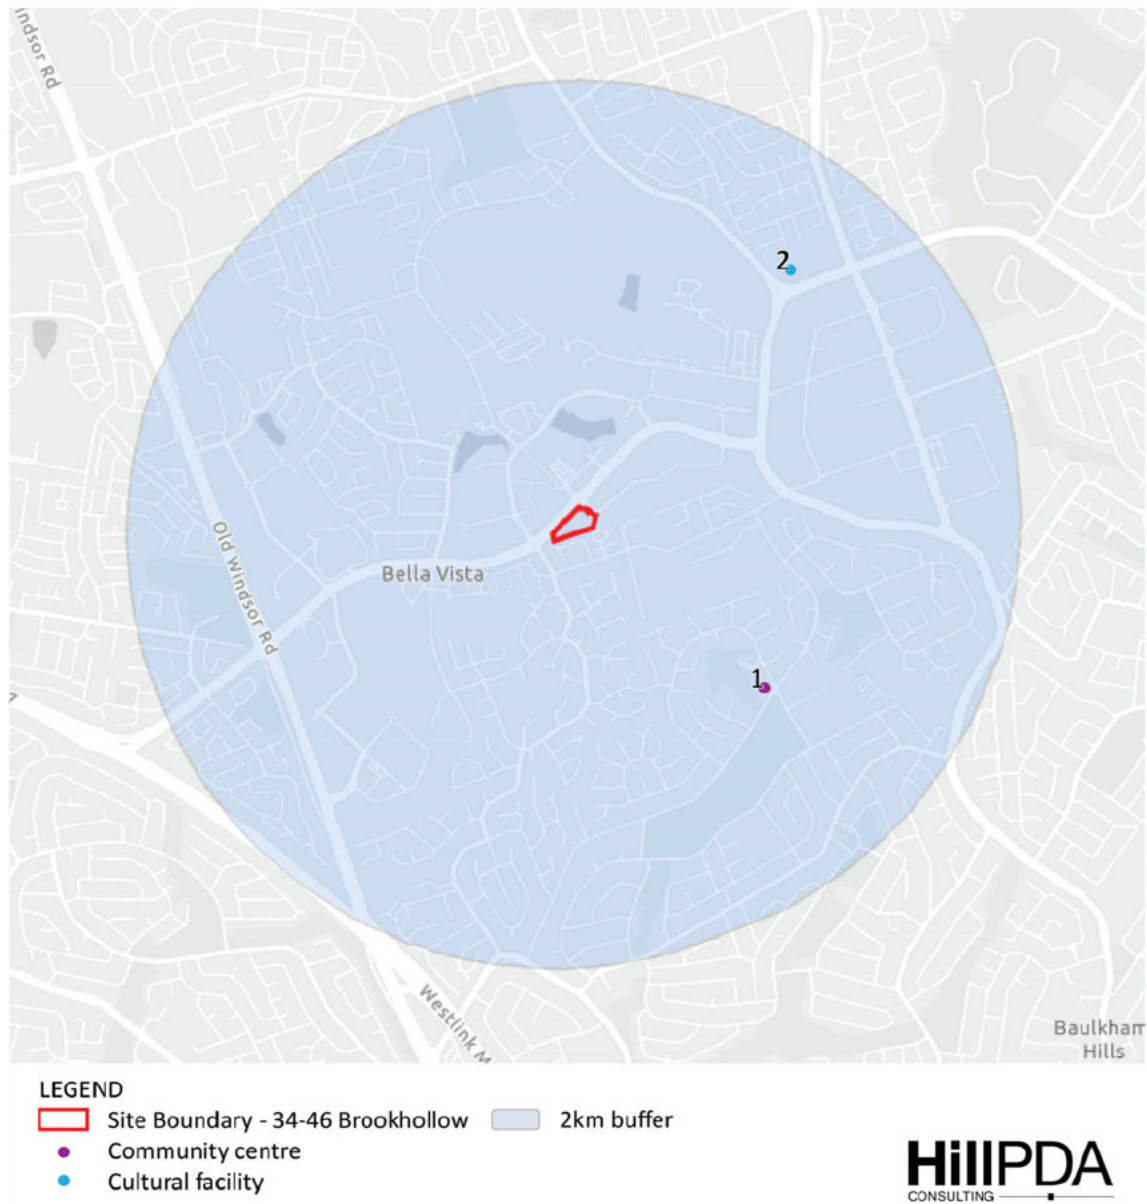 indsor Rd
2
Old Windsor Rd
Bella Vista
1
Westlink M
Baulkham
Hills
LEGEND
Site Boundary - 34-46 Brookhollow
2km buffer
Community centre
Cultural facility
HillPDA
CONSULTING